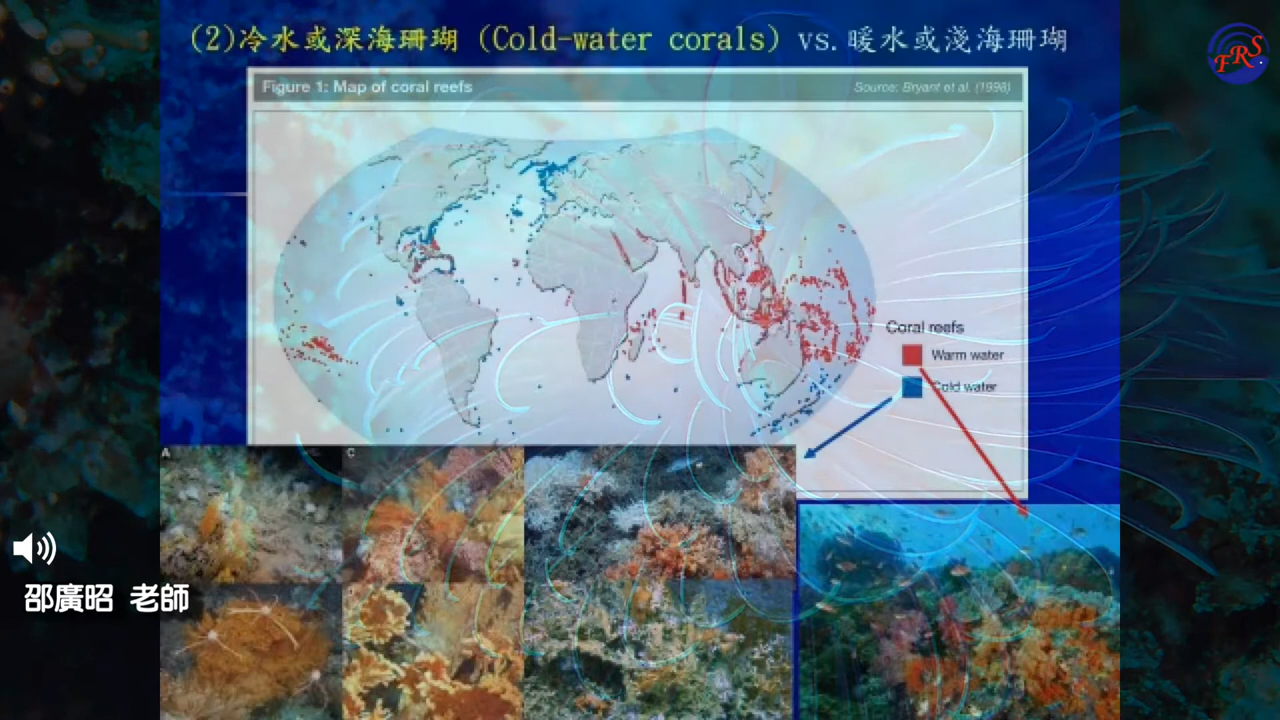 (2)冷水或深海珊瑚 (Cold-water corals) vs.暖水或淺海珊瑚
FRS
Figure 1: Map of coral reefs
Source: Bryant et al. (1998)
Coral reefs
Warm water
Cold water
A
C
邵廣昭 老師